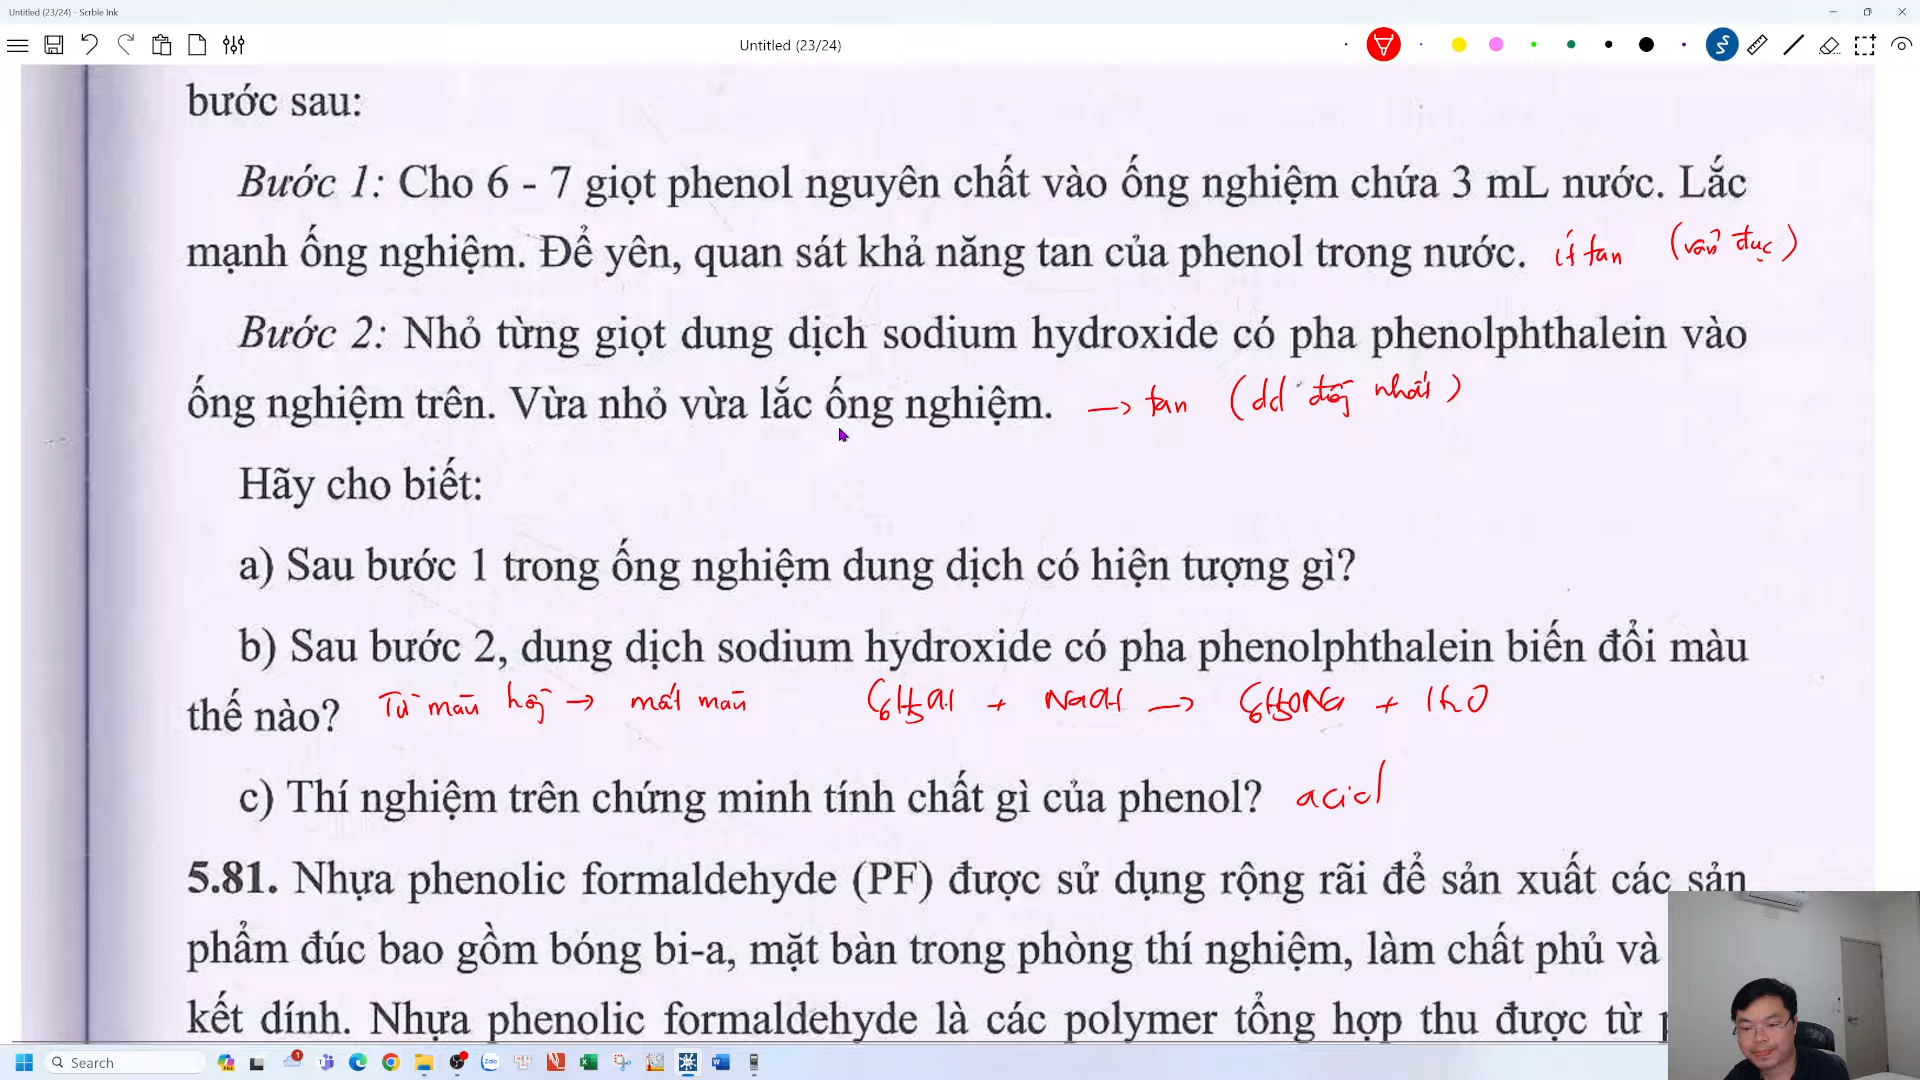 Untitled (23/24) - Scrble Ink
Untitled (23/24)
bước sau:
Bước 1: Cho 6 - 7 giọt phenol nguyên chất vào ống nghiệm chứa 3 mL nước. Lắc
mạnh ống nghiệm. Để yên, quan sát khả năng tan của phenol trong nước. ít tan (vẩn đục)
Bước 2: Nhỏ từng giọt dung dịch sodium hydroxide có pha phenolphthalein vào
ống nghiệm trên. Vừa nhỏ vừa lắc ống nghiệm. → tan (dd đồng nhất)
Hãy cho biết:
a) Sau bước 1 trong ống nghiệm dung dịch có hiện tượng gì?
b) Sau bước 2, dung dịch sodium hydroxide có pha phenolphthalein biến đổi màu
thế nào? Từ màu hồng → mất màu C6H5OH + NaOH → C6H5ONa + H2O
c) Thí nghiệm trên chứng minh tính chất gì của phenol? acid
5.81. Nhựa phenolic formaldehyde (PF) được sử dụng rộng rãi để sản xuất các sản
phẩm đúc bao gồm bóng bi-a, mặt bàn trong phòng thí nghiệm, làm chất phủ và
kết dính. Nhựa phenolic formaldehyde là các polymer tổng hợp thu được từ
Search